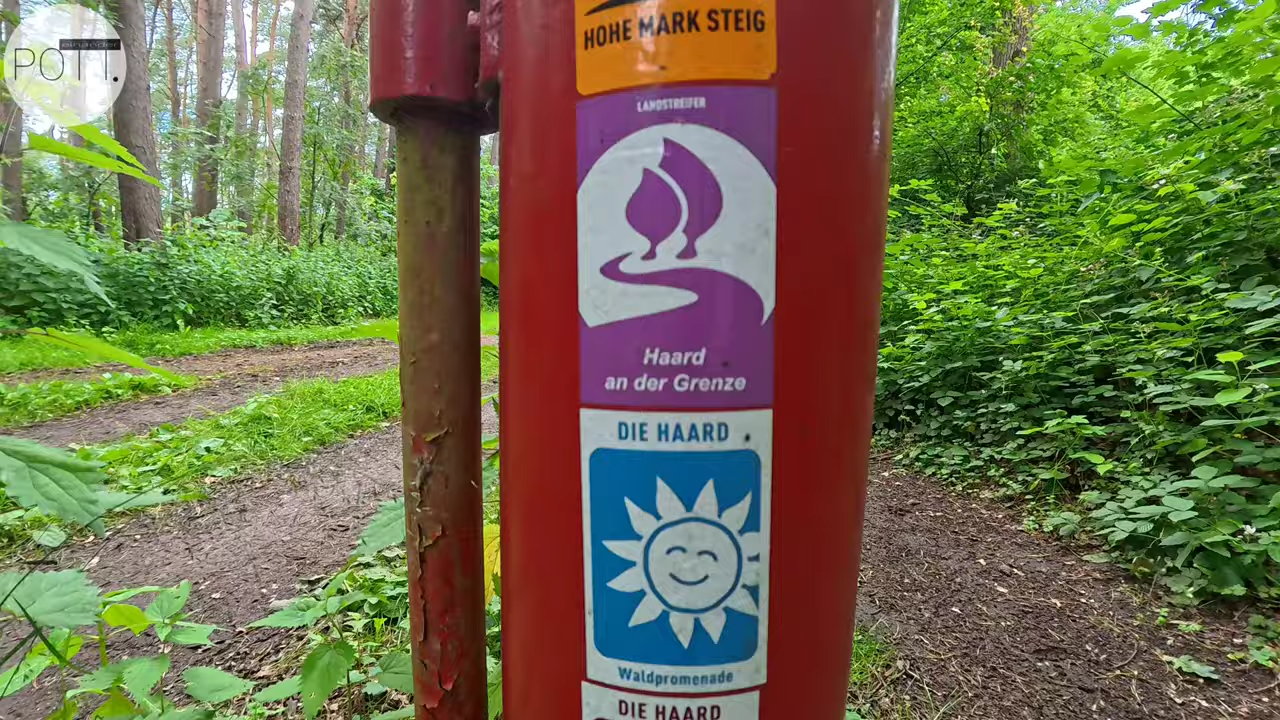 POTT.
HOHE MARK STEIG
LANDSTREIFER
Haard
an der Grenze
DIE HAARD
Waldpromenade
DIE HAARD